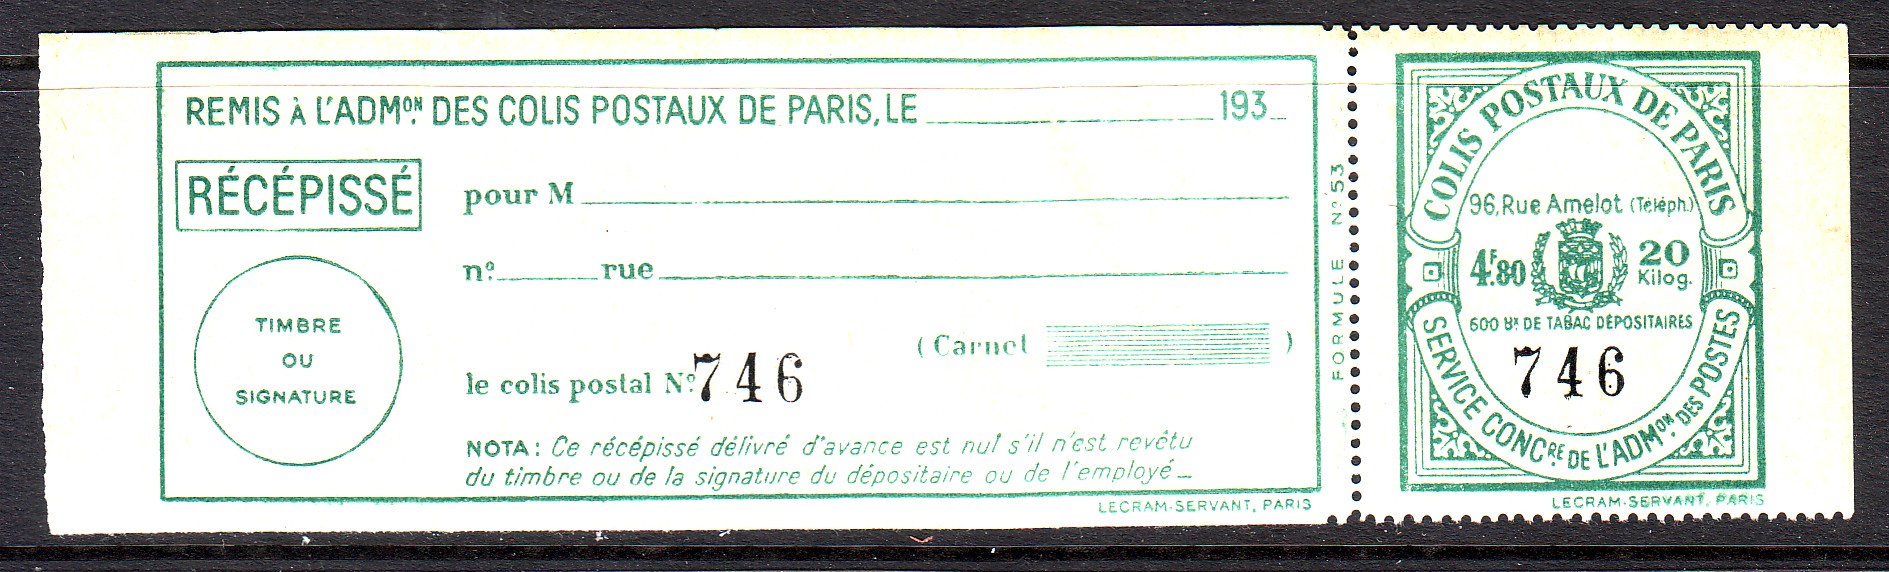 REMIS À L'ADMON. DES COLIS POSTAUX DE PARIS, LE 193
RÉCÉPISSÉ
pour M
no. rue
TIMBRE
OU
SIGNATURE
(Carnet )
le colis postal No. 746
NOTA: Ce récépissé délivré d'avance est nul s'il n'est revêtu
du timbre ou de la signature du dépositaire ou de l'employé_
LECRAM-SERVANT, PARIS
FORMULE No 53
COLIS POSTAUX DE PARIS
96, Rue Amelot (Téléph.)
4F.80
20
Kilog.
600 Bx DE TABAC DÉPOSITAIRES
746
SERVICE CONCRE. DE L'ADMON. DES POSTES
LECRAM-SERVANT, PARIS